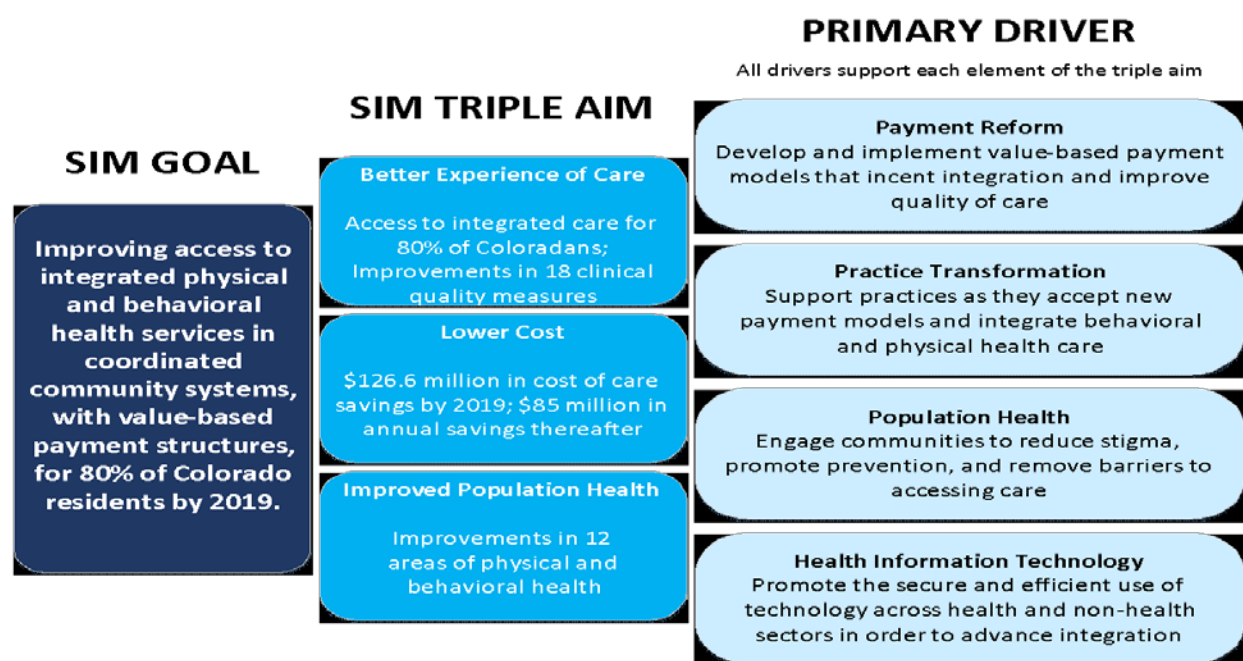 SIM GOAL
Improving access to
integrated physical
and behavioral
health services in
coordinated
community systems,
with value-based
payment structures,
for 80% of Colorado
residents by 2019.
SIM TRIPLE AIM
Better Experience of Care
Access to integrated care for
80% of Coloradans;
Improvements in 18 clinical
quality measures
Lower Cost
$126.6 million in cost of care
savings by 2019; $85 million in
annual savings thereafter
Improved Population Health
Improvements in 12
areas of physical and
behavioral health
PRIMARY DRIVER
All drivers support each element of the triple aim
Payment Reform
Develop and implement value-based payment
models that incent integration and improve
quality of care
Practice Transformation
Support practices as they accept new
payment models and integrate behavioral
and physical health care
Population Health
Engage communities to reduce stigma,
promote prevention, and remove barriers to
accessing care
Health Information Technology
Promote the secure and efficient use of
technology across health and non-health
sectors in order to advance integration